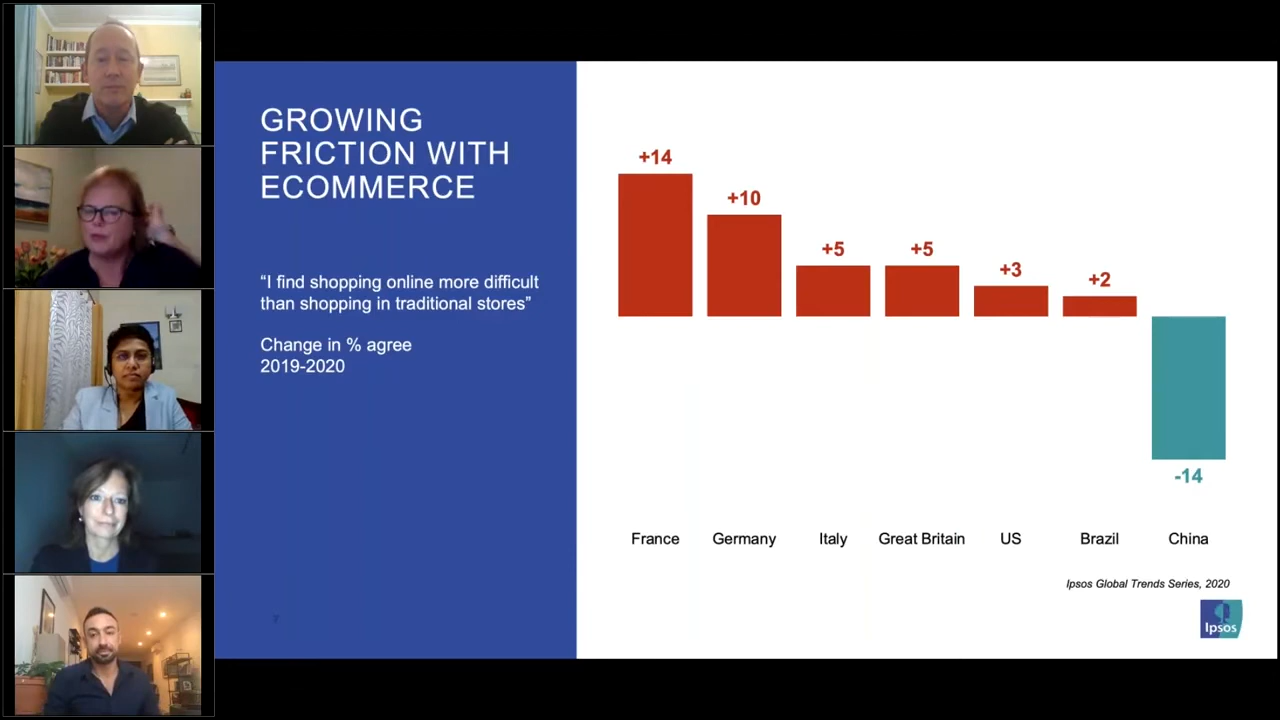 GROWING
FRICTION WITH
ECOMMERCE
“I find shopping online more difficult
than shopping in traditional stores”
Change in % agree
2019-2020
+14
+10
+5
+5
+3
+2
-14
France
Germany
Italy
Great Britain
US
Brazil
China
Ipsos Global Trends Series, 2020
Ipsos